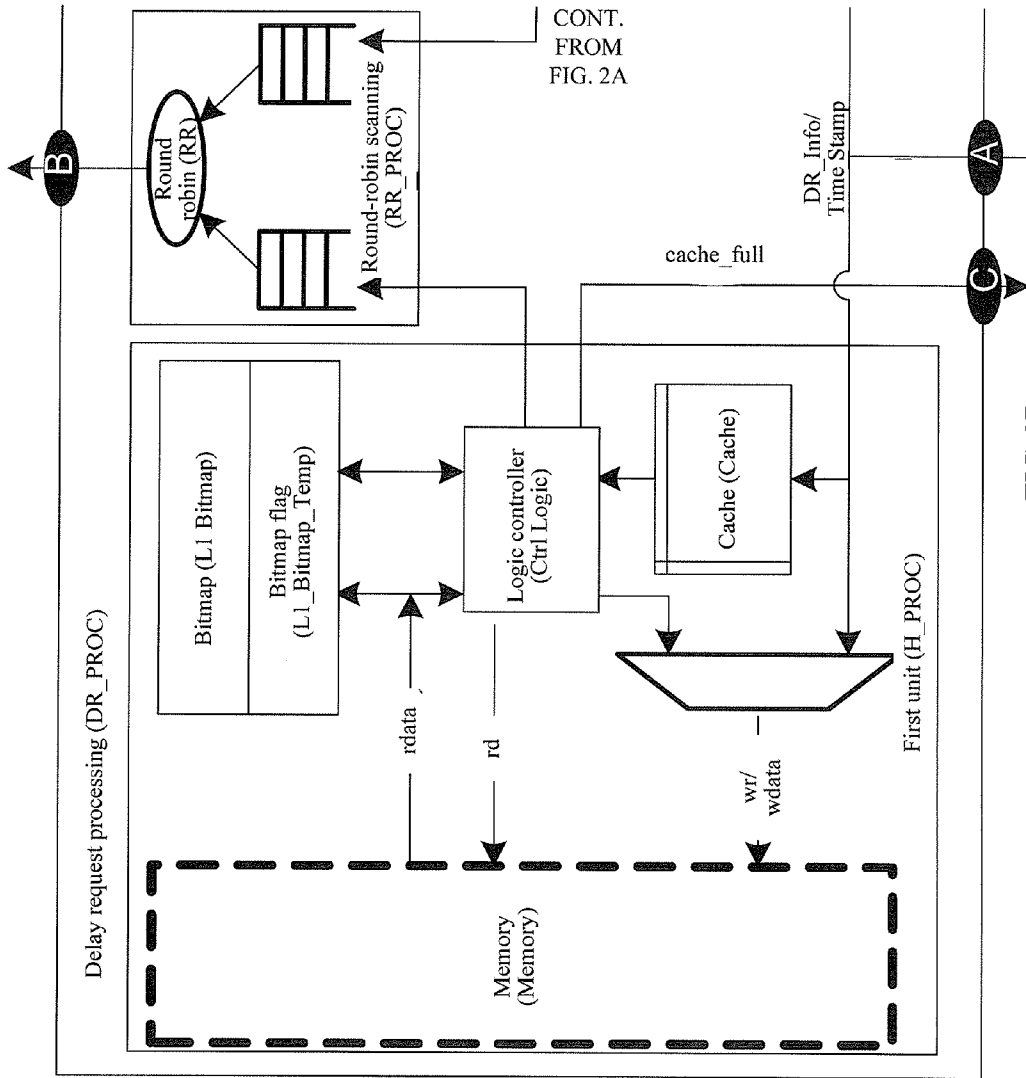 CONT.
FROM
FIG. 2A
B
Round
robin (RR)
Round-robin scanning
(RR_PROC)
DR_Info/
Time Stamp
A
cache_full
C
Delay request processing (DR_PROC)
Bitmap (L1 Bitmap)
Bitmap flag
(L1_Bitmap_Temp)
Logic controller
(Ctrl Logic)
Cache (Cache)
rdata
rd
wr/
wdata
First unit (H_PROC)
Memory
(Memory)